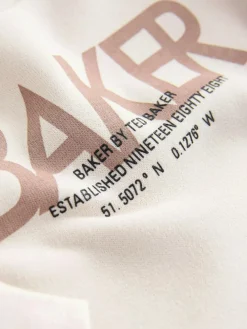 BAKER
BAKER BY TED BAKER
ESTABLISHED NINETEEN EIGHTY EIGHT
51.5072° N 0.1276° W